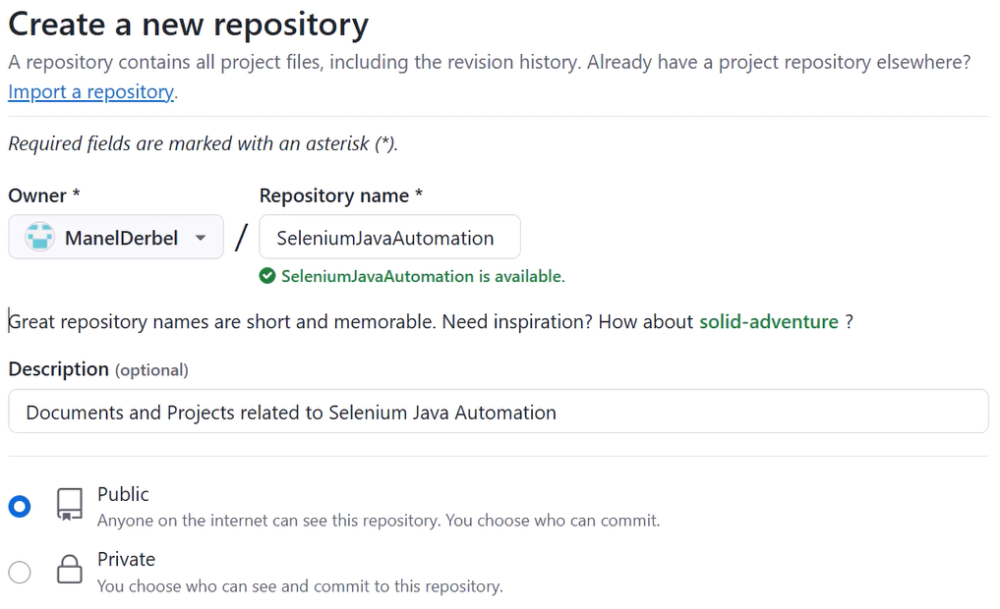 Create a new repository
A repository contains all project files, including the revision history. Already have a project repository elsewhere?
Import a repository.
Required fields are marked with an asterisk (*).
Owner * Repository name *
ManelDerbel / SeleniumJavaAutomation
SeleniumJavaAutomation is available.
Great repository names are short and memorable. Need inspiration? How about solid-adventure ?
Description (optional)
Documents and Projects related to Selenium Java Automation
Public
Anyone on the internet can see this repository. You choose who can commit.
Private
You choose who can see and commit to this repository.